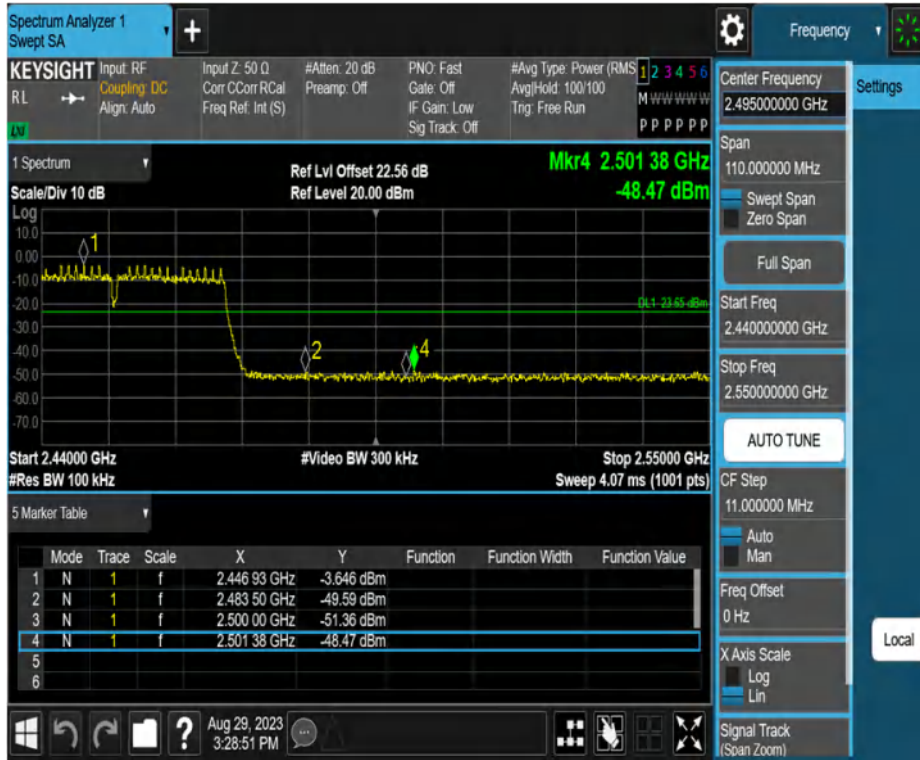 Spectrum Analyzer 1
Swept SA
Frequency
KEYSIGHT
RL
LXI
Input: RF
Coupling: DC
Align: Auto
Input Z: 50 Ω
Corr CCorr RCal
Freq Ref: Int (S)
#Atten: 20 dB
Preamp: Off
PNO: Fast
Gate: Off
IF Gain: Low
Sig Track: Off
#Avg Type: Power (RMS
Avg|Hold: 100/100
Trig: Free Run
1 2 3 4 5 6
M W W W W W
P P P P P P
Center Frequency
2.495000000 GHz
Settings
Span
110.000000 MHz
Swept Span
Zero Span
Full Span
Start Freq
2.440000000 GHz
Stop Freq
2.550000000 GHz
AUTO TUNE
CF Step
11.000000 MHz
Auto
Man
Freq Offset
0 Hz
X Axis Scale
Log
Lin
Signal Track
(Span Zoom)
Local
1 Spectrum
Scale/Div 10 dB
Ref Lvl Offset 22.56 dB
Ref Level 20.00 dBm
Mkr4 2.501 38 GHz
-48.47 dBm
Log
10.0
0.00
-10.0
-20.0
-30.0
-40.0
-50.0
-60.0
-70.0
1
2
4
DL1 -23.65 dBm
Start 2.44000 GHz
#Video BW 300 kHz
Stop 2.55000 GHz
#Res BW 100 kHz
Sweep 4.07 ms (1001 pts)
5 Marker Table
Mode Trace Scale X Y Function Function Width Function Value
1 N 1 f 2.446 93 GHz -3.646 dBm
2 N 1 f 2.483 50 GHz -49.59 dBm
3 N 1 f 2.500 00 GHz -51.36 dBm
4 N 1 f 2.501 38 GHz -48.47 dBm
5
6
Aug 29, 2023
3:28:51 PM